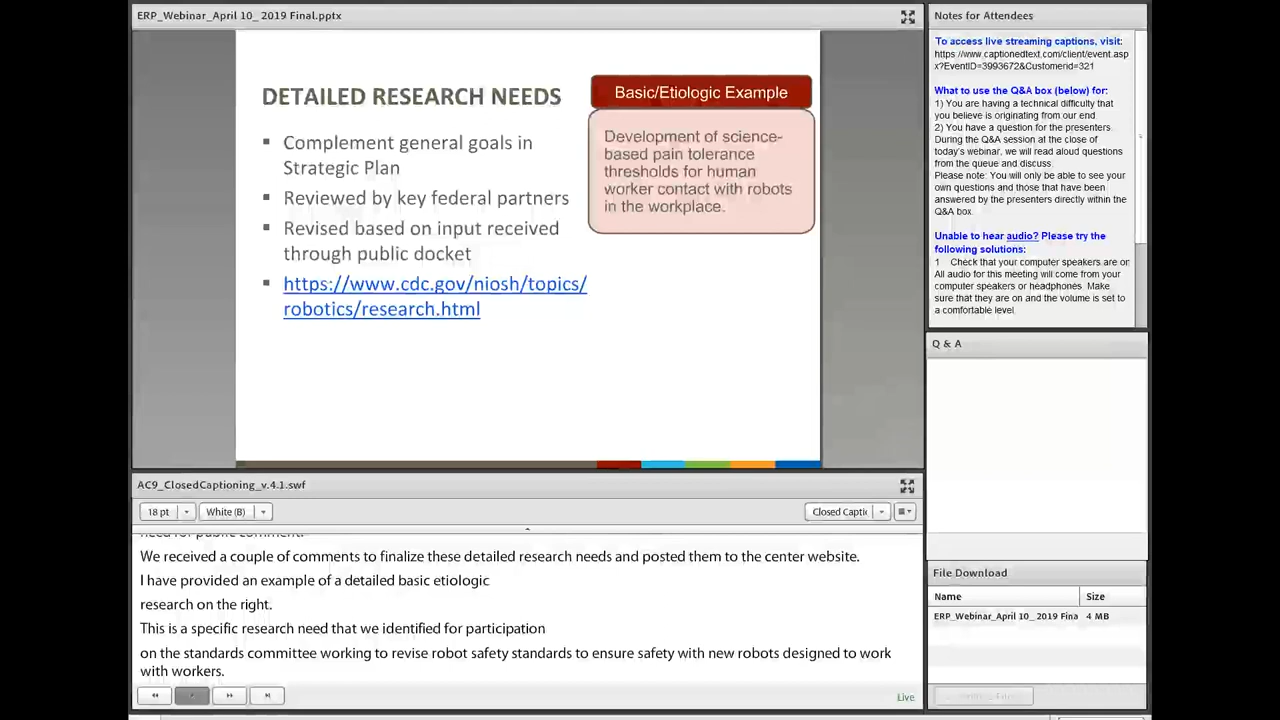 ERP_Webinar_April 10_ 2019 Final.pptx
DETAILED RESEARCH NEEDS
▪ Complement general goals in
Strategic Plan
▪ Reviewed by key federal partners
▪ Revised based on input received
through public docket
▪ https://www.cdc.gov/niosh/topics/
robotics/research.html
Basic/Etiologic Example
Development of science-
based pain tolerance
thresholds for human
worker contact with robots
in the workplace.
AC9_ClosedCaptioning_v.4.1.swf
18 pt
White (B)
Closed Capti
need for public comment.
We received a couple of comments to finalize these detailed research needs and posted them to the center website.
I have provided an example of a detailed basic etiologic
research on the right.
This is a specific research need that we identified for participation
on the standards committee working to revise robot safety standards to ensure safety with new robots designed to work
with workers.
Live
Notes for Attendees
To access live streaming captions, visit:
https://www.captionedtext.com/client/event.asp
x?EventID=3993672&Customerid=321
What to use the Q&A box (below) for:
1) You are having a technical difficulty that
you believe is originating from our end
2) You have a question for the presenters.
During the Q&A session at the close of
today's webinar, we will read aloud questions
from the queue and discuss.
Please note: You will only be able to see your
own questions and those that have been
answered by the presenters directly within the
Q&A box.
Unable to hear audio? Please try the
following solutions:
1 Check that your computer speakers are on
All audio for this meeting will come from your
computer speakers or headphones. Make
sure that they are on and the volume is set to
a comfortable level.
Q & A
File Download
Name Size
ERP_Webinar_April 10_ 2019 Fina 4 MB